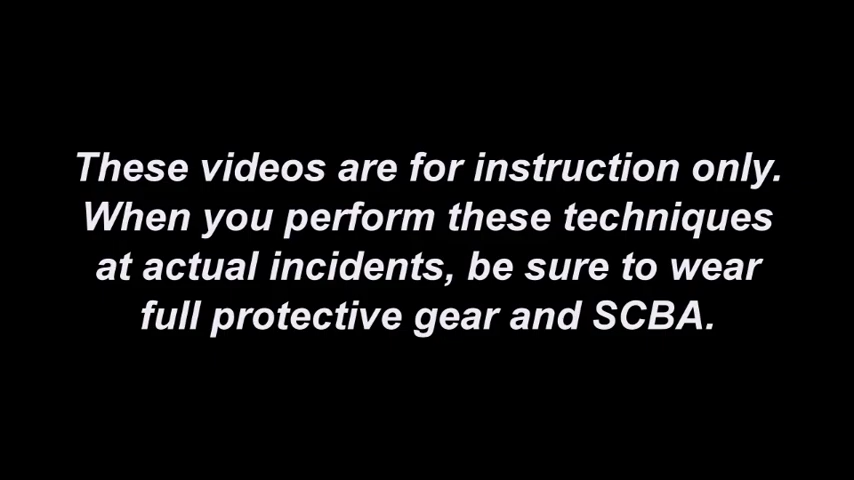 These videos are for instruction only.
When you perform these techniques
at actual incidents, be sure to wear
full protective gear and SCBA.